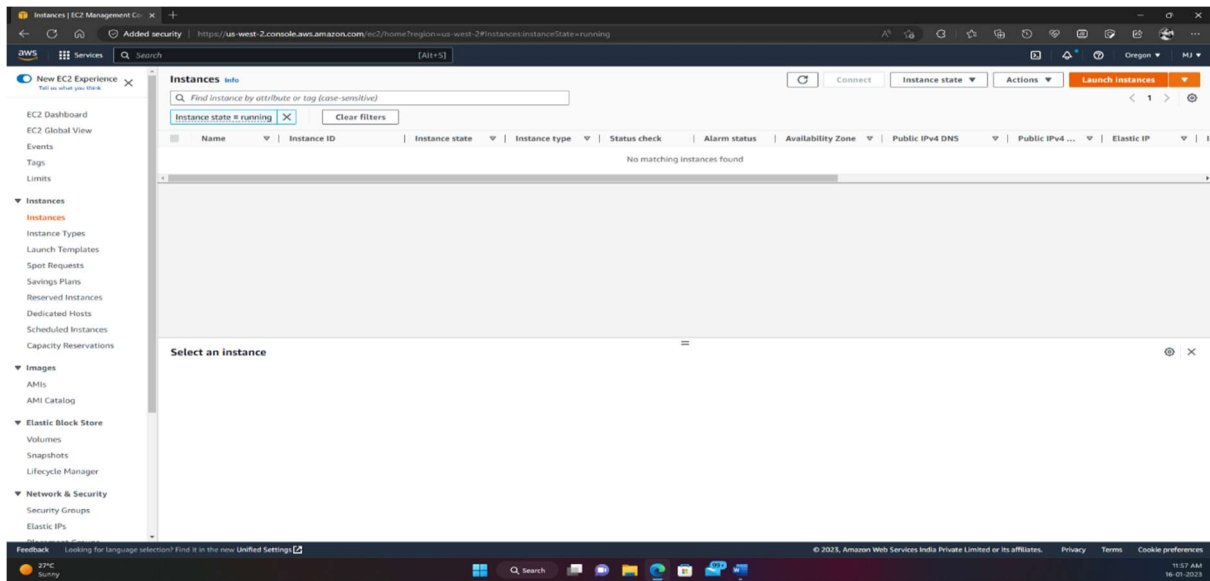 Instances | EC2 Management Co
Added security | https://us-west-2.console.aws.amazon.com/ec2/home?region=us-west-2#Instances:instanceState=running
aws Services Search [Alt+S] Oregon MJ
New EC2 Experience
Tell us what you think
EC2 Dashboard
EC2 Global View
Events
Tags
Limits
Instances
Instances
Instance Types
Launch Templates
Spot Requests
Savings Plans
Reserved Instances
Dedicated Hosts
Scheduled Instances
Capacity Reservations
Images
AMIs
AMI Catalog
Elastic Block Store
Volumes
Snapshots
Lifecycle Manager
Network & Security
Security Groups
Elastic IPs
Instances Info Connect Instance state Actions Launch instances
Find instance by attribute or tag (case-sensitive) 1
Instance state = running Clear filters
Name Instance ID Instance state Instance type Status check Alarm status Availability Zone Public IPv4 DNS Public IPv4 ... Elastic IP
No matching instances found
Select an instance
Feedback Looking for language selection? Find it in the new Unified Settings © 2023, Amazon Web Services India Private Limited or its affiliates. Privacy Terms Cookie preferences
27°C
Sunny
Search
99+
11:57 AM
16-01-2023